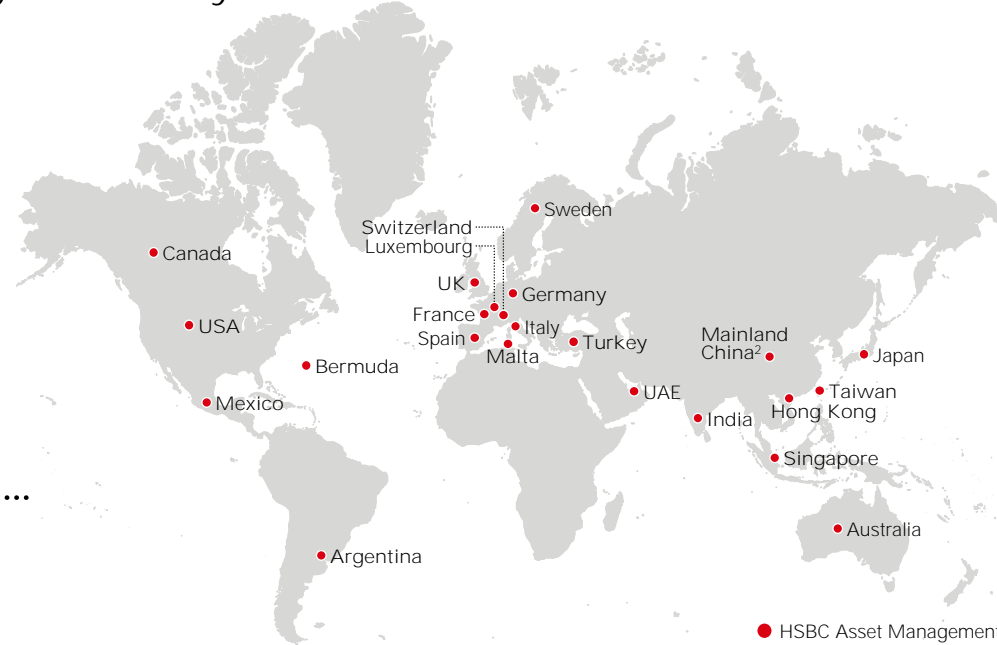 Sweden
Switzerland
Luxembourg
Canada
UK
Germany
France
USA
Italy
Spain
Turkey
Malta
Mainland
China²
Japan
Bermuda
UAE
Taiwan
Mexico
Hong Kong
India
Singapore
...
Australia
Argentina
HSBC Asset Management